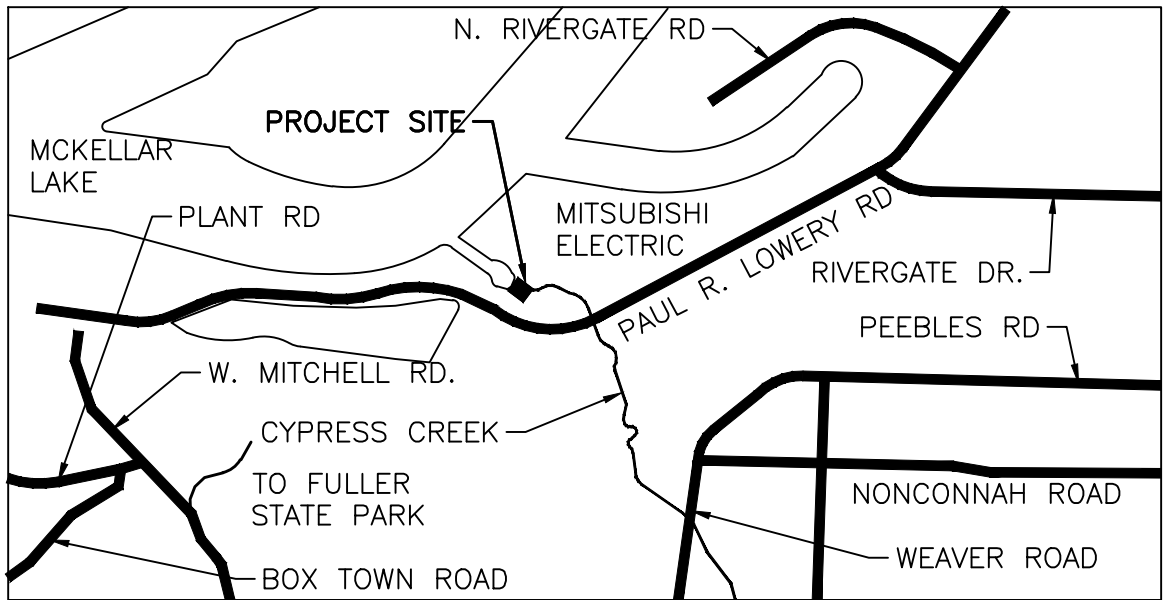 N. RIVERGATE RD
PROJECT SITE
MCKELLAR
LAKE
PLANT RD
MITSUBISHI
ELECTRIC
PAUL R. LOWERY RD
RIVERGATE DR.
PEEBLES RD
W. MITCHELL RD.
CYPRESS CREEK
TO FULLER
STATE PARK
NONCONNAH ROAD
WEAVER ROAD
BOX TOWN ROAD